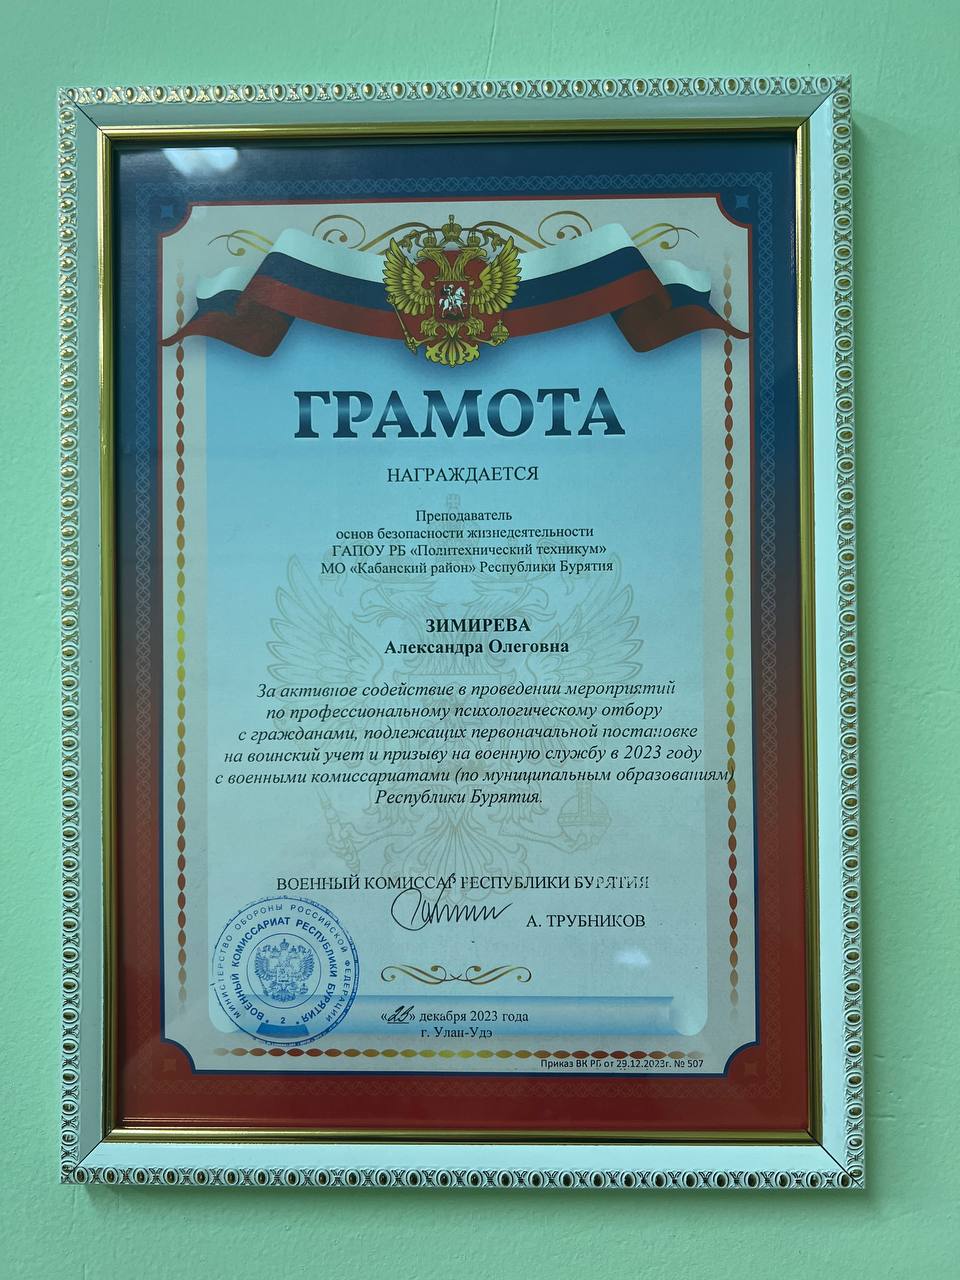 ГРАМОТА
НАГРАЖДАЕТСЯ
Преподаватель
основ безопасности жизнедеятельности
ГАПОУ РБ «Политехнический техникум»
МО «Кабанский район» Республики Бурятия
ЗИМИРЕВА
Александра Олеговна
За активное содействие в проведении мероприятий
по профессиональному психологическому отбору
с гражданами, подлежащих первоначальной постановке
на воинский учет и призыву на военную службу в 2023 году
с военными комиссариатами (по муниципальным образованиям)
Республики Бурятия.
ВОЕННЫЙ КОМИССАР РЕСПУБЛИКИ БУРЯТИЯ
А. ТРУБНИКОВ
МИНИСТЕРСТВО ОБОРОНЫ РОССИЙСКОЙ ФЕДЕРАЦИИ
ВОЕННЫЙ КОМИССАРИАТ РЕСПУБЛИКИ БУРЯТИЯ
* 2 *
« » декабря 2023 года
г. Улан-Удэ
Приказ ВК РБ от 29.12.2023г. № 507